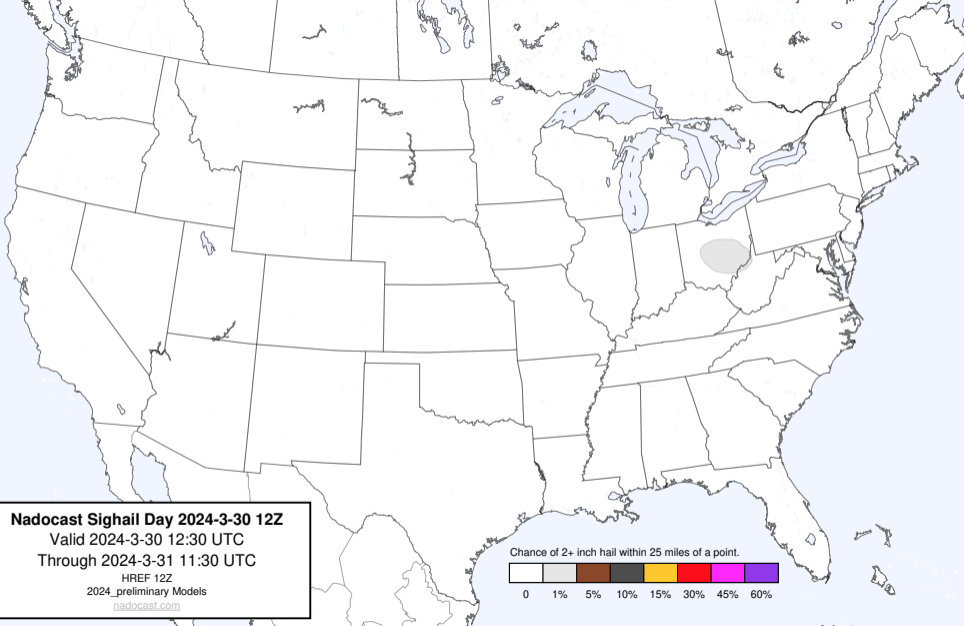 Nadocast Sighail Day 2024-3-30 12Z
Valid 2024-3-30 12:30 UTC
Through 2024-3-31 11:30 UTC
HREF 12Z
2024_preliminary Models
nadocast.com
Chance of 2+ inch hail within 25 miles of a point.
0 1% 5% 10% 15% 30% 45% 60%